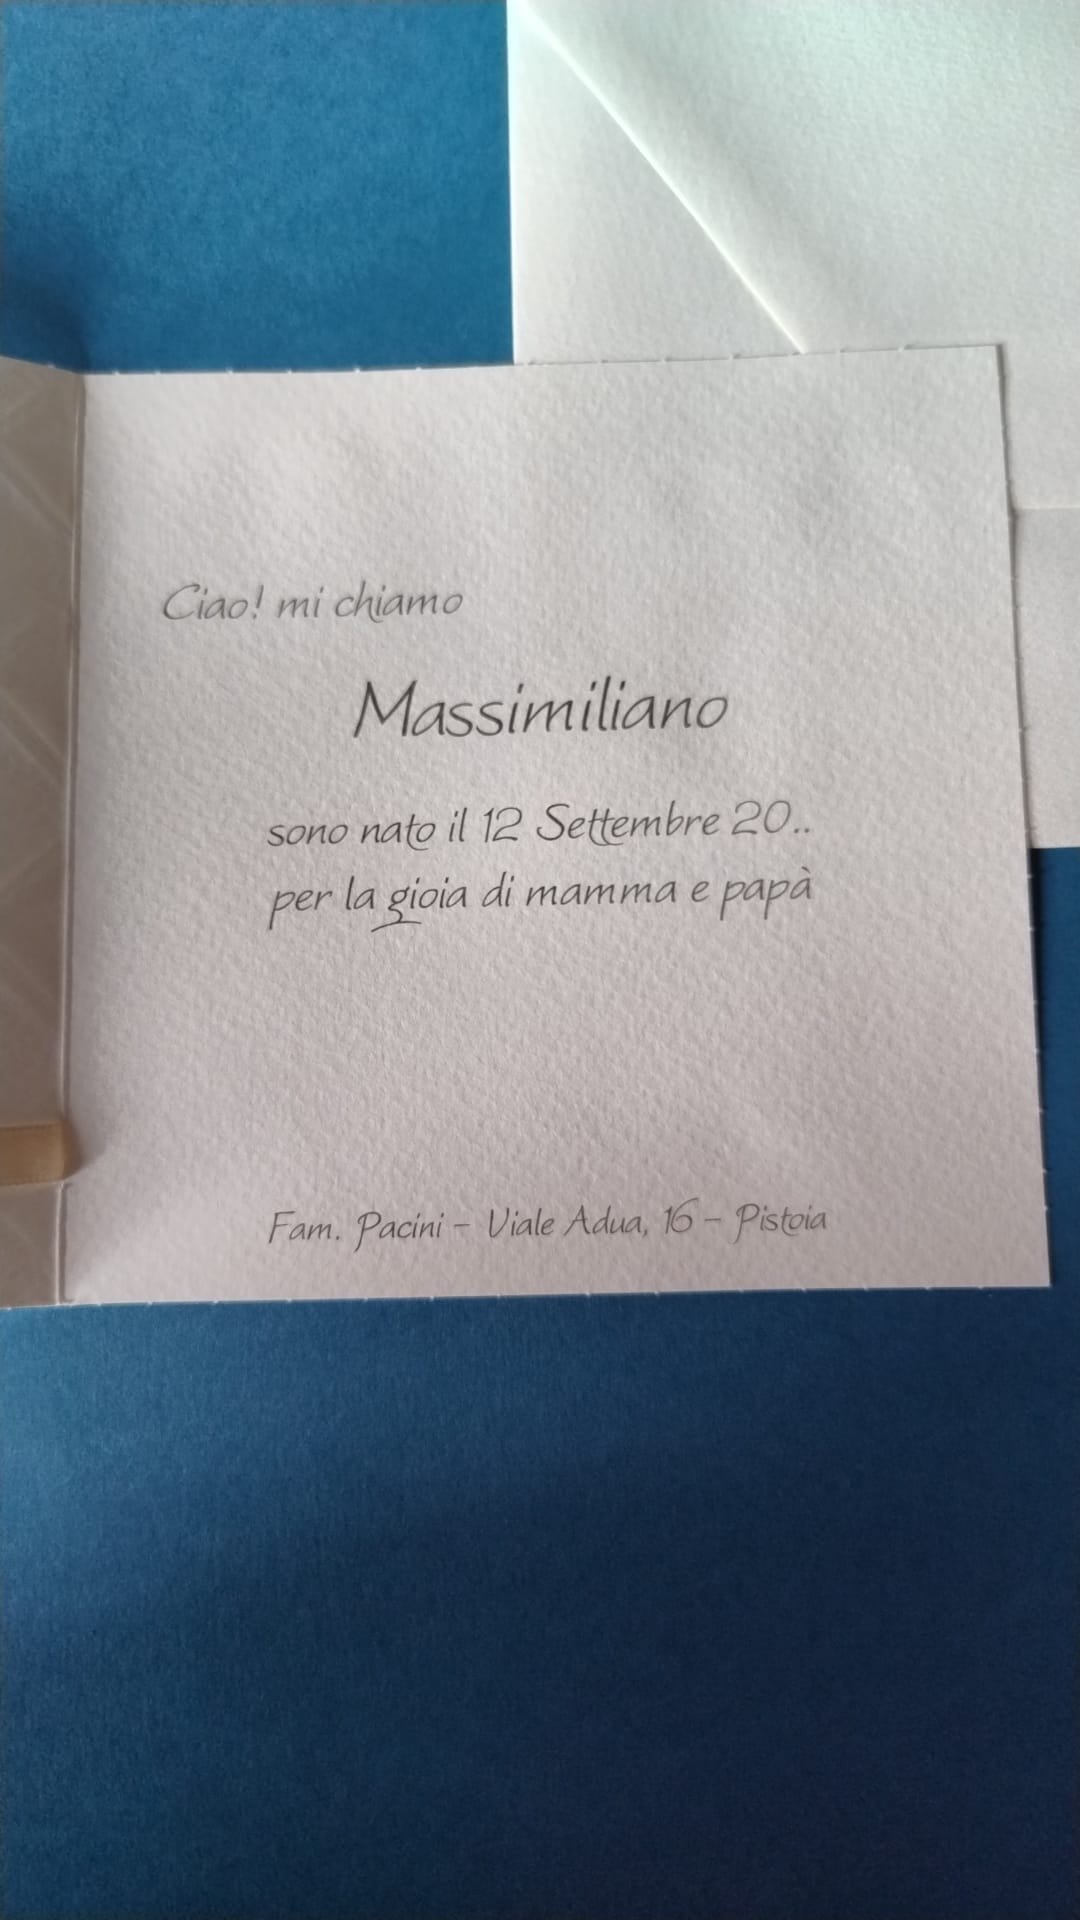 Ciao! mi chiamo
Massimiliano
sono nato il 12 Settembre 20..
per la gioia di mamma e papà
Fam. Pacini - Viale Adua, 16 - Pistoia